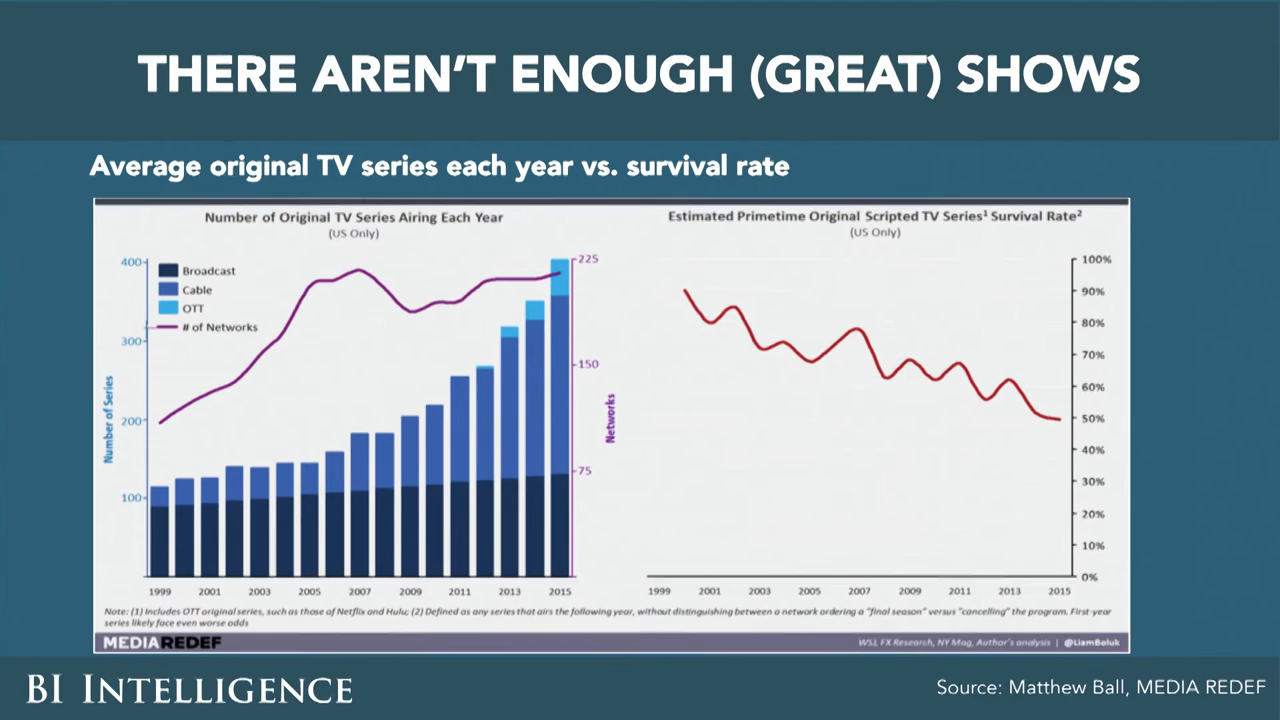 THERE AREN'T ENOUGH (GREAT) SHOWS
Average original TV series each year vs. survival rate
Number of Original TV Series Airing Each Year
(US Only)
400
300
200
100
Number of Series
Broadcast
Cable
OTT
# of Networks
225
150
75
Networks
1999 2001 2003 2005 2007 2009 2011 2013 2015
Estimated Primetime Original Scripted TV Series¹ Survival Rate²
(US Only)
100%
90%
80%
70%
60%
50%
40%
30%
20%
10%
0%
1999 2001 2003 2005 2007 2009 2011 2013 2015
Note: (1) Includes OTT original series, such as those of Netflix and Hulu; (2) Defined as any series that airs the following year, without distinguishing between a network ordering a "final season" versus "cancelling" the program. First-year
series likely face even worse odds
MEDIAREDEF
WSJ, FX Research, NY Mag, Author's analysis | @LiamBoluk
BI INTELLIGENCE
Source: Matthew Ball, MEDIA REDEF